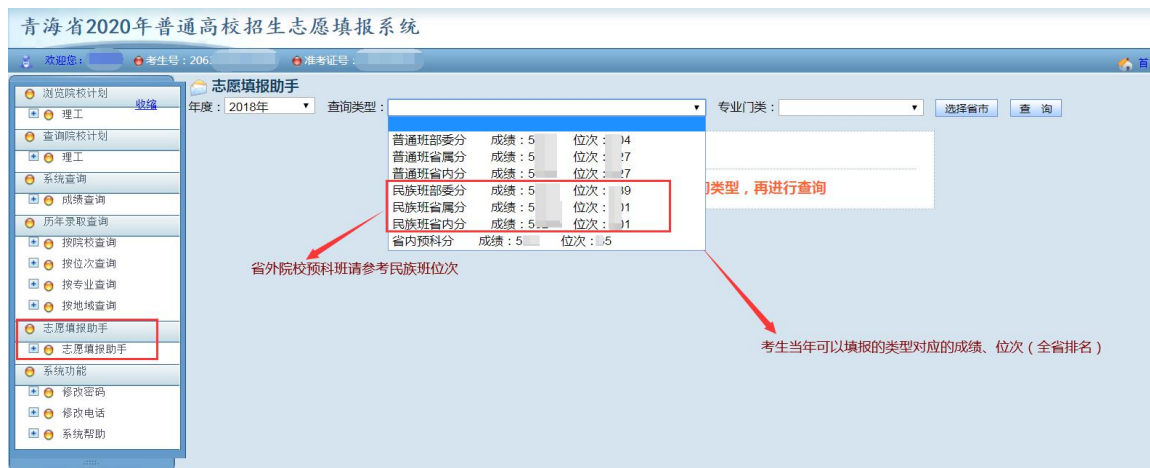 青海省2020年普通高校招生志愿填报系统
欢迎您： 考生号：206 准考证号： 首
浏览院校计划
收缩
理工
查询院校计划
理工
系统查询
成绩查询
历年录取查询
按院校查询
按位次查询
按专业查询
按地域查询
志愿填报助手
志愿填报助手
系统功能
修改密码
修改电话
系统帮助
志愿填报助手
年度：2018年 查询类型： 专业门类： 选择省市 查 询
普通班部委分 成绩：5 位次： 04
普通班省属分 成绩：5 位次： 27
普通班省内分 成绩：5 位次： 27
民族班部委分 成绩：5 位次： 39
民族班省属分 成绩：5 位次： 01
民族班省内分 成绩：5 位次： 01
省内预科分 成绩：5 位次： 5
类型，再进行查询
省外院校预科班请参考民族班位次
考生当年可以填报的类型对应的成绩、位次（全省排名）